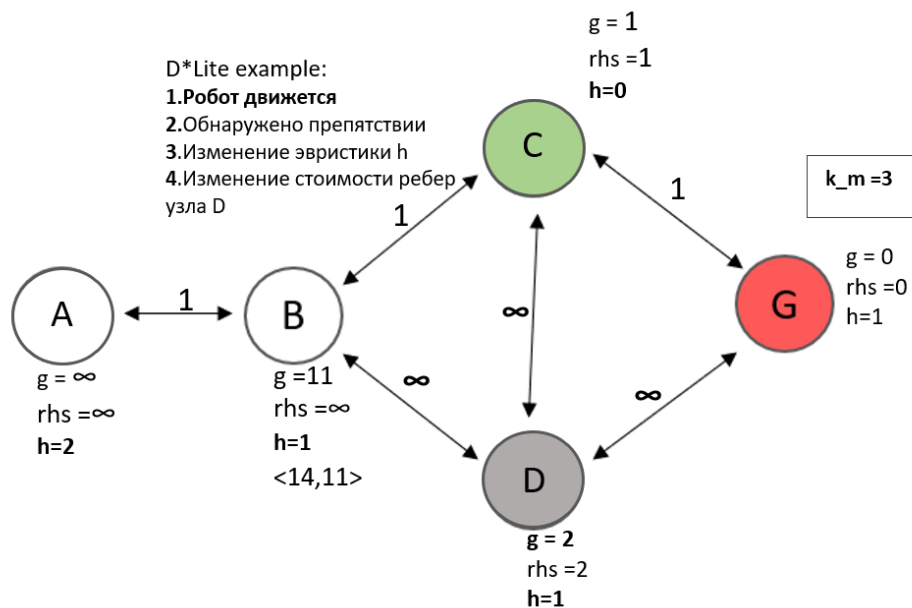 g = 1
rhs =1
h=0
D*Lite example:
1.Робот движется
2.Обнаружено препятствии
3.Изменение эвристики h
4.Изменение стоимости ребер
узла D
C
k_m =3
1
1
g = 0
rhs =0
h=1
A
1
B
∞
G
g = ∞
rhs =∞
h=2
g =11
rhs =∞
h=1
<14,11>
∞
∞
D
g = 2
rhs =2
h=1